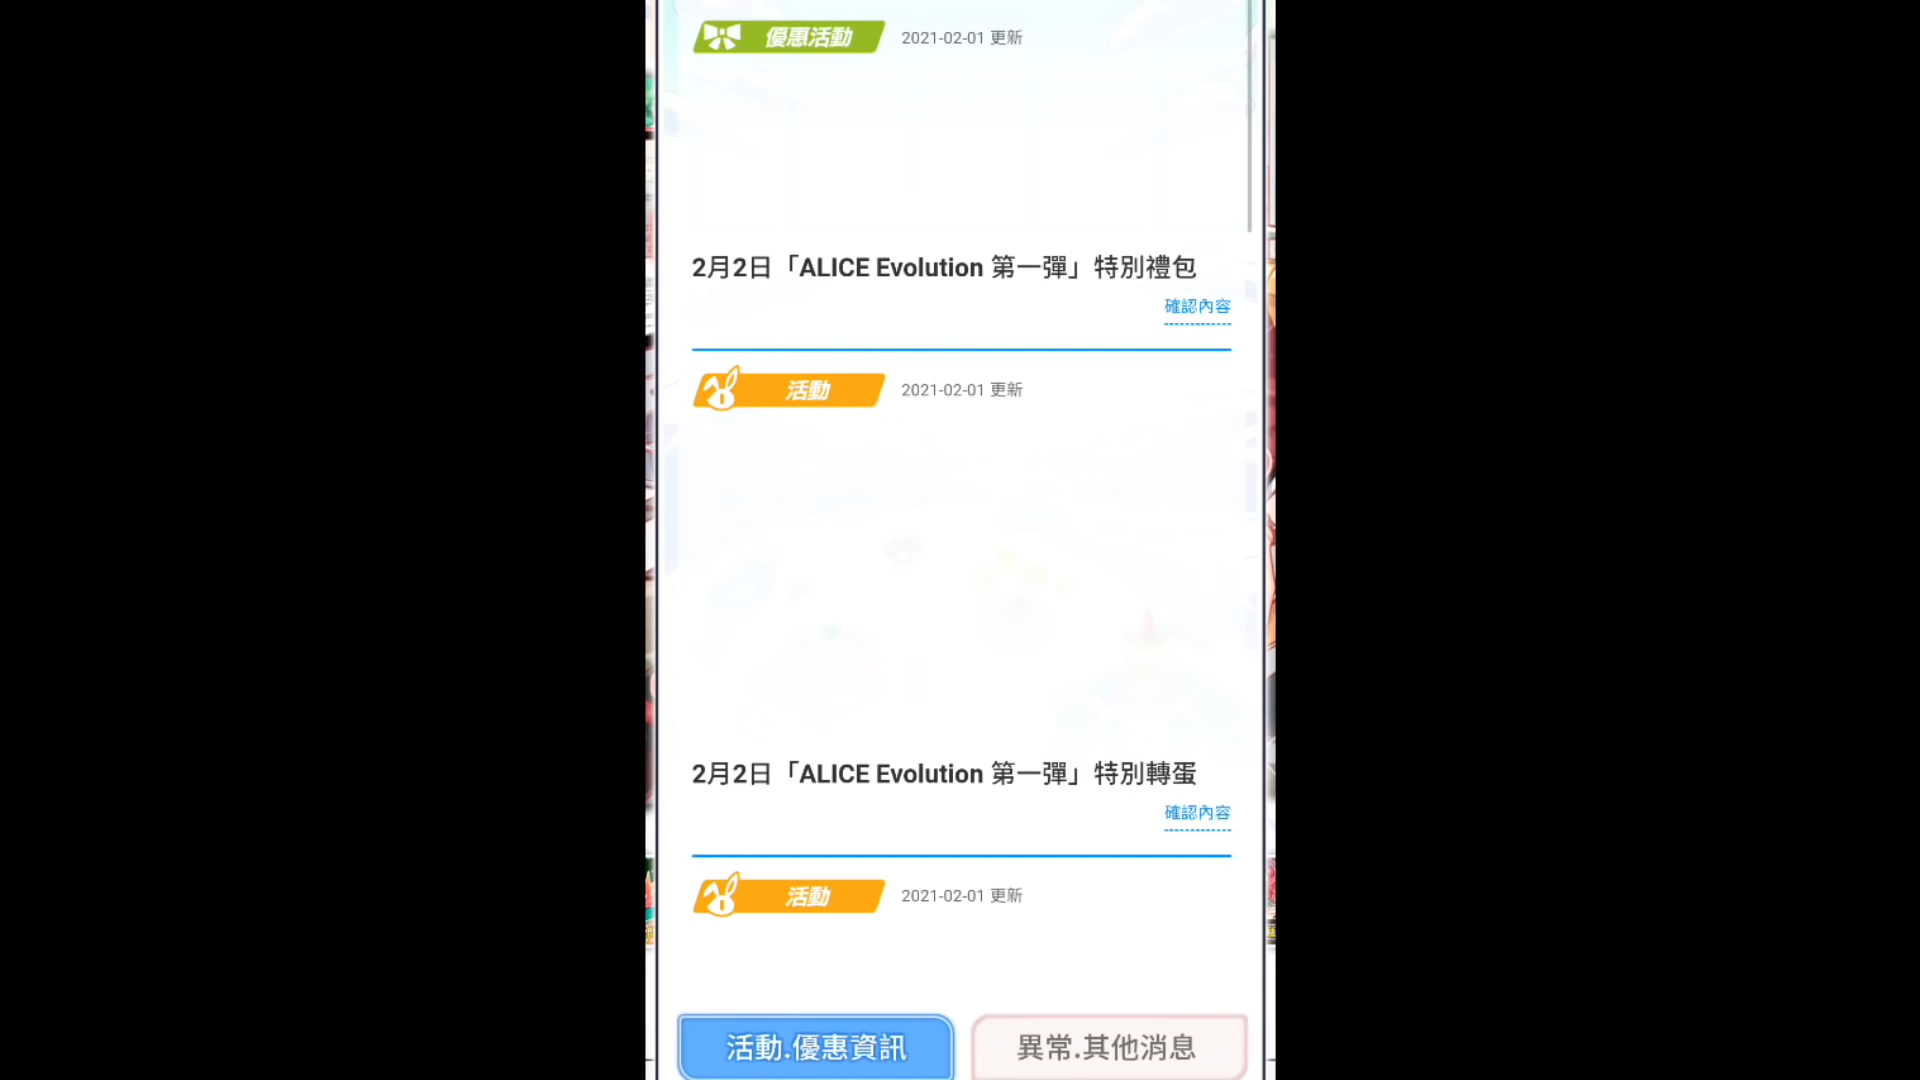 優惠活動 2021-02-01 更新
2月2日「ALICE Evolution 第一彈」特別禮包
確認內容
活動 2021-02-01 更新
2月2日「ALICE Evolution 第一彈」特別轉蛋
確認內容
活動 2021-02-01 更新
活動.優惠資訊 異常.其他消息